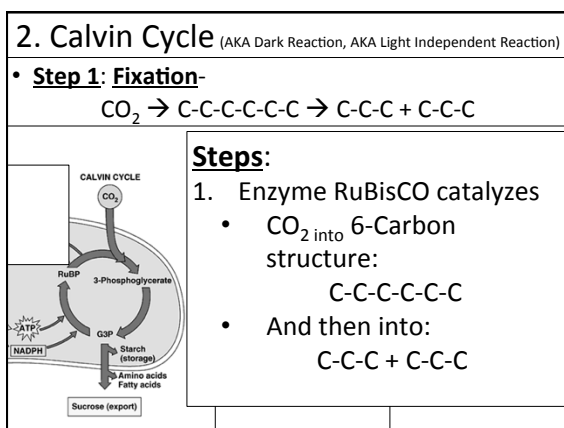 2. Calvin Cycle (AKA Dark Reaction, AKA Light Independent Reaction)
• Step 1: Fixation-
CO₂ → C-C-C-C-C-C → C-C-C + C-C-C
CALVIN CYCLE
CO₂
RuBP
3-Phosphoglycerate
ATP
NADPH
G3P
Starch
(storage)
Amino acids
Fatty acids
Sucrose (export)
Steps:
1. Enzyme RuBisCO catalyzes
• CO₂ into 6-Carbon
structure:
C-C-C-C-C-C
• And then into:
C-C-C + C-C-C